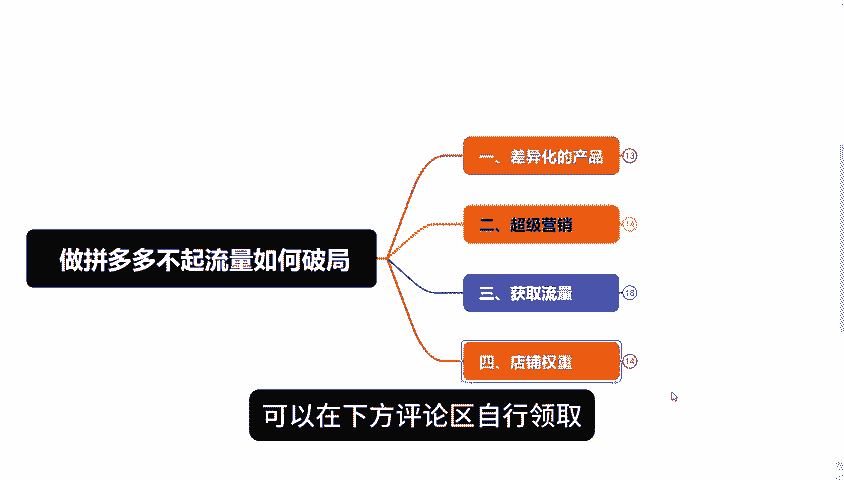 一、差异化的产品
13
二、超级营销
做拼多多不起流量如何破局
三、获取流量
四、店铺权重
14
可以在下方评论区自行领取